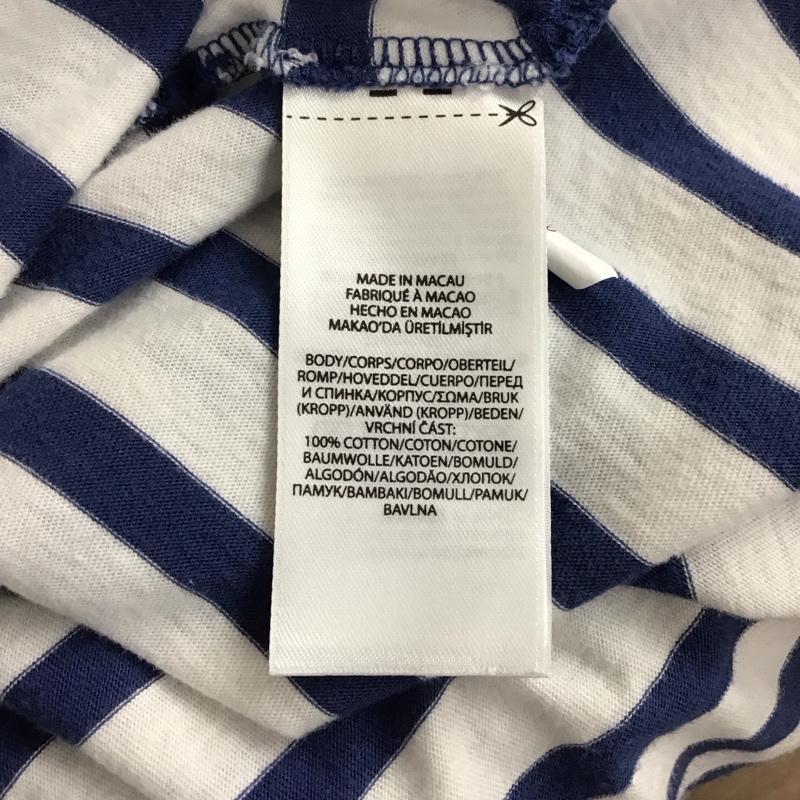 MADE IN MACAU
FABRIQUÉ À MACAO
HECHO EN MACAO
MAKAO'DA ÜRETİLMİŞTİR
BODY/CORPS/CORPO/OBERTEIL/
ROMP/HOVEDDEL/CUERPO/ПЕРЕД
И СПИНКА/КОРПУС/ΣΩΜΑ/BRUK
(KROPP)/ANVÄND (KROPP)/BEDEN/
VRCHNÍ ČÁST:
100% COTTON/COTON/COTONE/
BAUMWOLLE/KATOEN/BOMULD/
ALGODÓN/ALGODÃO/ХЛОПОК/
ПАМУК/BAMBAKI/BOMULL/PAMUK/
BAVLNA